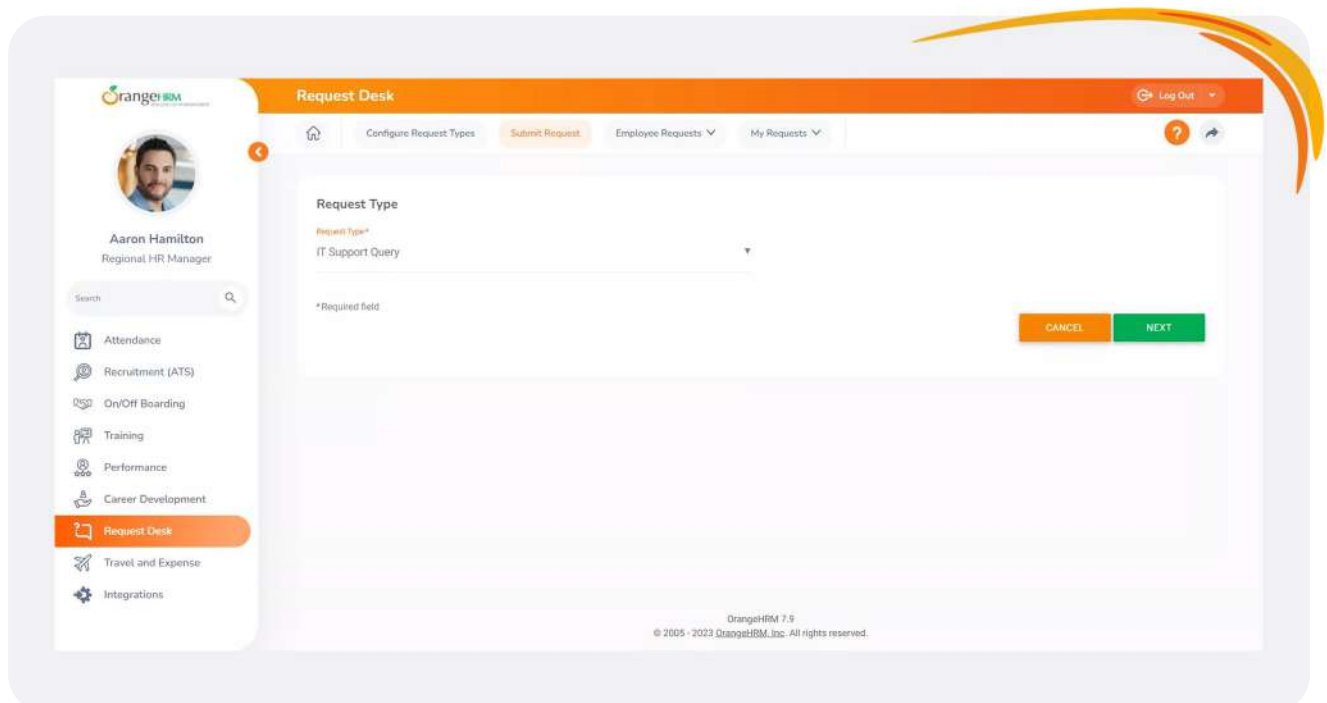 OrangeHRM
Request Desk
Log Out
Configure Request Types
Submit Request
Employee Requests
My Requests
?
Aaron Hamilton
Regional HR Manager
Search
Attendance
Recruitment (ATS)
On/Off Boarding
Training
Performance
Career Development
Request Desk
Travel and Expense
Integrations
Request Type
Request Type*
IT Support Query
*Required field
CANCEL
NEXT
OrangeHRM 7.9
© 2005 - 2023 OrangeHRM, Inc. All rights reserved.